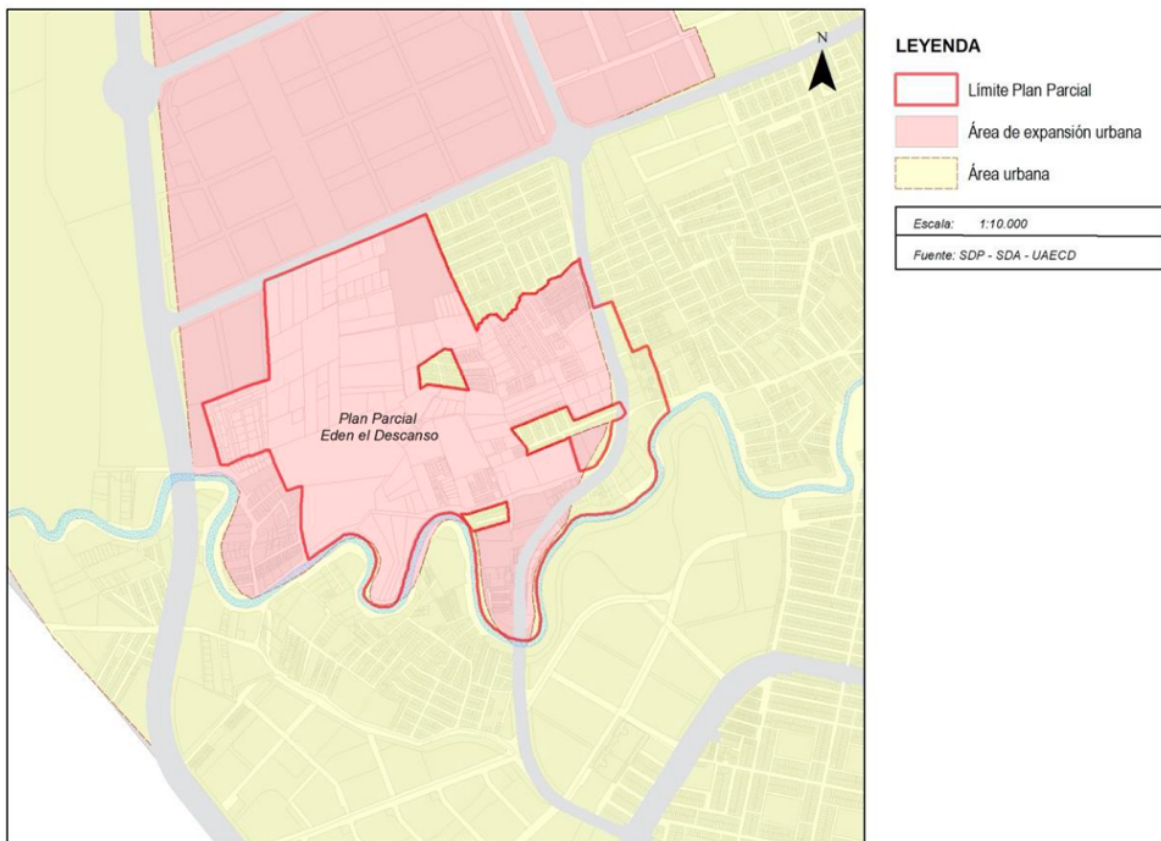 N
LEYENDA
Límite Plan Parcial
Área de expansión urbana
Área urbana
Escala: 1:10.000
Fuente: SDP - SDA - UAECD
Plan Parcial
Eden el Descanso